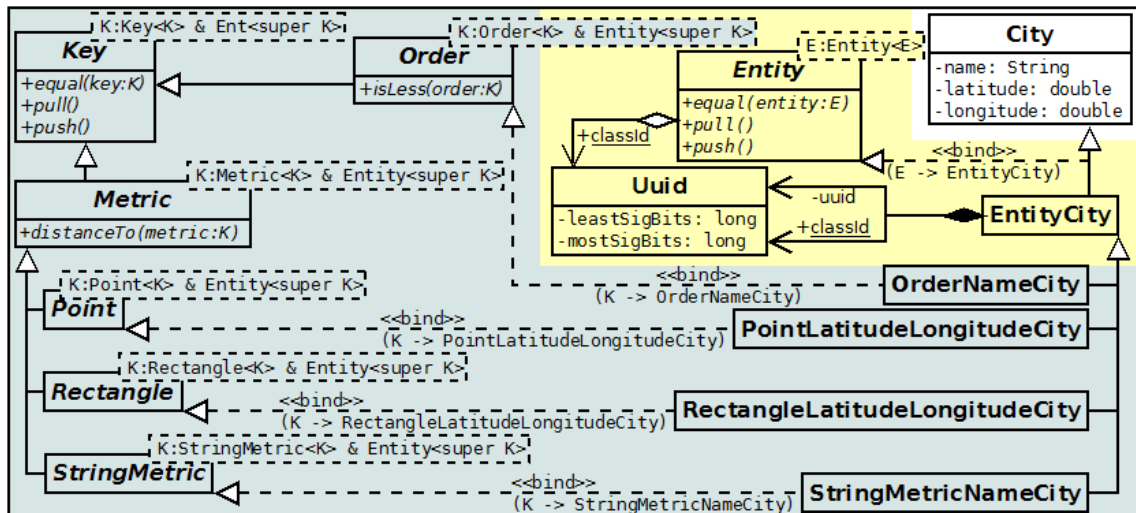 K:Key<K> & Ent<super K>
Key
+equal(key:K)
+pull()
+push()
K:Order<K> & Entity<super K>
Order
+isLess(order:K)
E:Entity<E>
Entity
+equal(entity:E)
+pull()
+push()
City
-name: String
-latitude: double
-longitude: double
+classId
<<bind>>
(E -> EntityCity)
K:Metric<K> & Entity<super K>
Metric
+distanceTo(metric:K)
Uuid
-leastSigBits: long
-mostSigBits: long
-uuid
+classId
EntityCity
K:Point<K> & Entity<super K>
Point
<<bind>>
(K -> OrderNameCity)
OrderNameCity
<<bind>>
(K -> PointLatitudeLongitudeCity)
PointLatitudeLongitudeCity
K:Rectangle<K> & Entity<super K>
Rectangle
<<bind>>
(K -> RectangleLatitudeLongitudeCity)
RectangleLatitudeLongitudeCity
K:StringMetric<K> & Entity<super K>
StringMetric
<<bind>>
(K -> StringMetricNameCity)
StringMetricNameCity